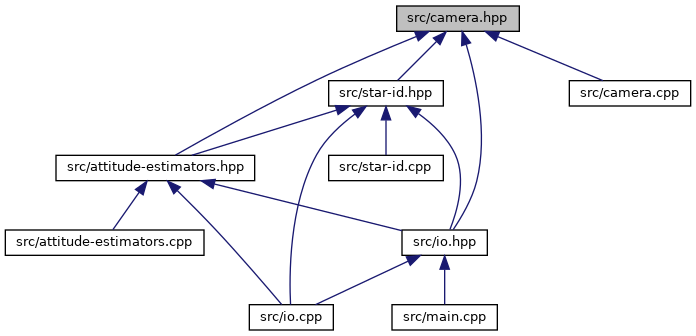 src/camera.hpp
src/star-id.hpp
src/camera.cpp
src/attitude-estimators.hpp
src/star-id.cpp
src/attitude-estimators.cpp
src/io.hpp
src/io.cpp
src/main.cpp